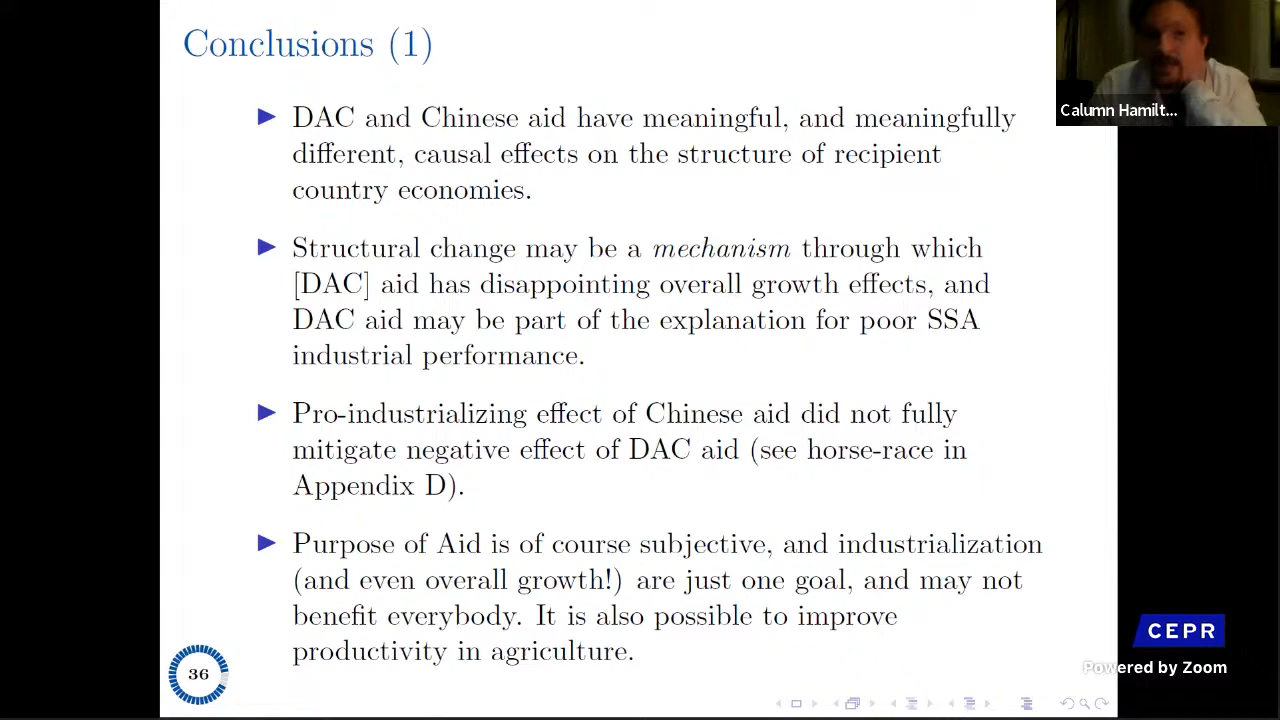 Conclusions (1)
Calumn Hamilt...
▶ DAC and Chinese aid have meaningful, and meaningfully
different, causal effects on the structure of recipient
country economies.
▶ Structural change may be a mechanism through which
[DAC] aid has disappointing overall growth effects, and
DAC aid may be part of the explanation for poor SSA
industrial performance.
▶ Pro-industrializing effect of Chinese aid did not fully
mitigate negative effect of DAC aid (see horse-race in
Appendix D).
▶ Purpose of Aid is of course subjective, and industrialization
(and even overall growth!) are just one goal, and may not
benefit everybody. It is also possible to improve
productivity in agriculture.
36
CEPR
Powered by Zoom